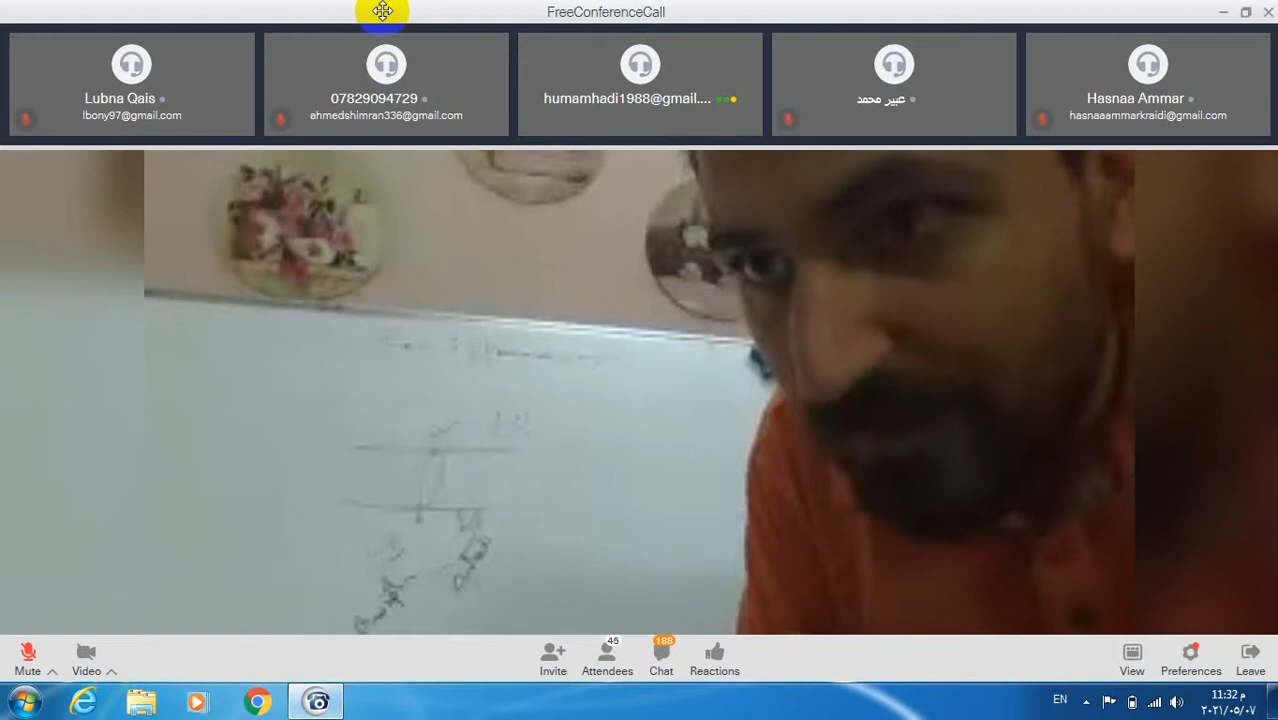 FreeConferenceCall
Lubna Qais
lbony97@gmail.com
07829094729
ahmedshimran336@gmail.com
humamhadi1988@gmail....
عبير محمد
Hasnaa Ammar
hasnaaammarkraidi@gmail.com
Mute
Video
Invite
45
Attendees
188
Chat
Reactions
View
Preferences
Leave
EN
11:32 م
٢٠٢١/٠٥/٠٧